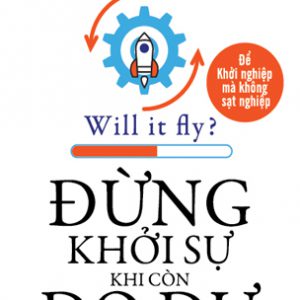 Để
Khởi nghiệp
mà không
sạt nghiệp
Will it fly?
ĐỪNG
KHỞI SỰ
KHI CÒN